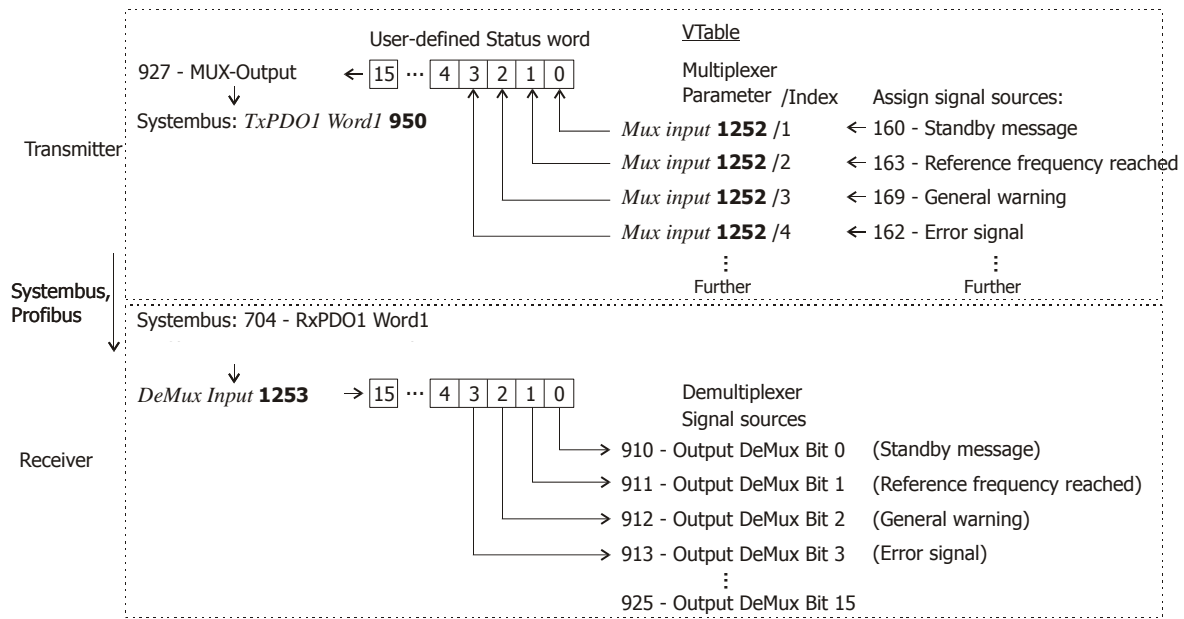 User-defined Status word
VTable
927 - MUX-Output ← 15 ··· 4 3 2 1 0
Multiplexer
Parameter /Index Assign signal sources:
Systembus: TxPDO1 Word1 950
Mux input 1252 /1 ← 160 - Standby message
Transmitter
Mux input 1252 /2 ← 163 - Reference frequency reached
Mux input 1252 /3 ← 169 - General warning
Mux input 1252 /4 ← 162 - Error signal
Further Further
Systembus,
Profibus
Systembus: 704 - RxPDO1 Word1
DeMux Input 1253 → 15 ··· 4 3 2 1 0
Demultiplexer
Signal sources
910 - Output DeMux Bit 0 (Standby message)
Receiver
911 - Output DeMux Bit 1 (Reference frequency reached)
912 - Output DeMux Bit 2 (General warning)
913 - Output DeMux Bit 3 (Error signal)
925 - Output DeMux Bit 15